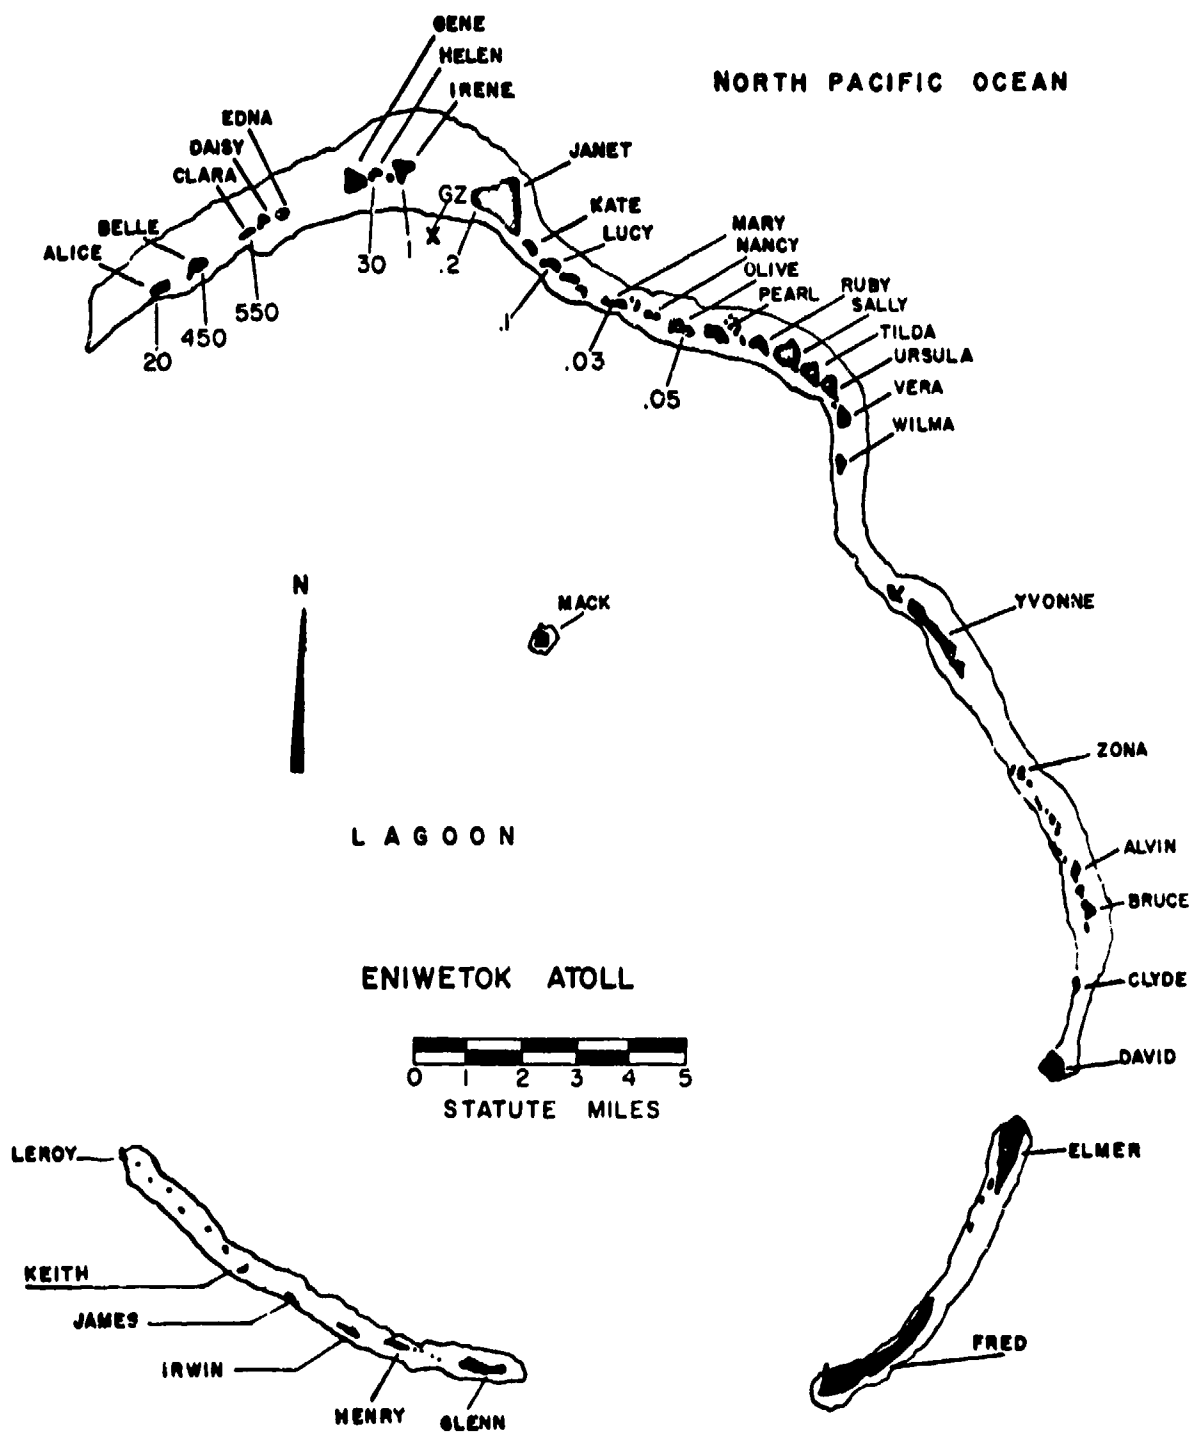 GENE
HELEN
IRENE
NORTH PACIFIC OCEAN
EDNA
DAISY
CLARA
JANET
BELLE
ALICE
GZ
X
KATE
LUCY
MARY
NANCY
OLIVE
PEARL
RUBY
SALLY
TILDA
URSULA
VERA
WILMA
30
1
.2
550
450
20
.1
.03
.05
N
MACK
YVONNE
ZONA
LAGOON
ALVIN
BRUCE
ENIWETOK ATOLL
CLYDE
DAVID
0 1 2 3 4 5
STATUTE MILES
LEROY
ELMER
KEITH
JAMES
IRWIN
FRED
HENRY
GLENN